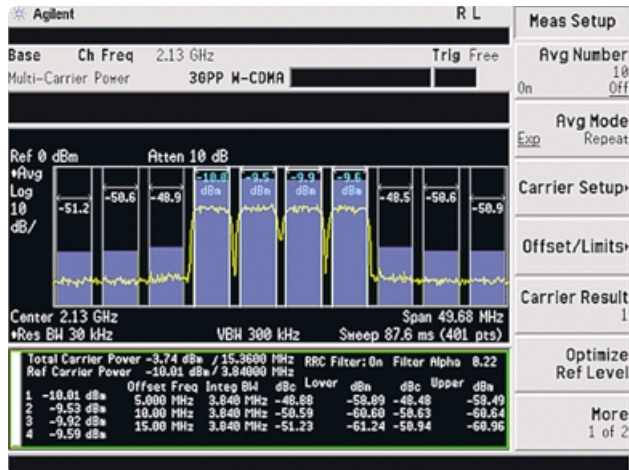 Agilent R L Meas Setup
Base Ch Freq 2.13 GHz Trig Free
Multi-Carrier Power 3GPP W-CDMA
Avg Number
10
On Off
Avg Mode
Exp Repeat
Carrier Setup
Offset/Limits
Carrier Result
1
Optimize
Ref Level
More
1 of 2
Ref 0 dBm Atten 10 dB
Avg
Log
10
dB/
-51.2 -50.6 -48.9 -10.0 dBm -9.5 dBm -9.9 dBm -9.6 dBm -48.5 -50.6 -50.9
Center 2.13 GHz Span 49.68 MHz
Res BW 30 kHz VBW 300 kHz Sweep 87.6 ms (401 pts)
Total Carrier Power -3.74 dBm / 15.3600 MHz RRC Filter: On Filter Alpha 0.22
Ref Carrier Power -10.01 dBm / 3.84000 MHz
Offset Freq Integ BW dBc Lower dBm dBc Upper dBm
1 -10.01 dBm 5.000 MHz 3.840 MHz -48.88 -58.89 -48.48 -58.49
2 -9.53 dBm 10.00 MHz 3.840 MHz -50.59 -60.60 -50.63 -60.64
3 -9.92 dBm 15.00 MHz 3.840 MHz -51.23 -61.24 -50.94 -60.96
4 -9.59 dBm